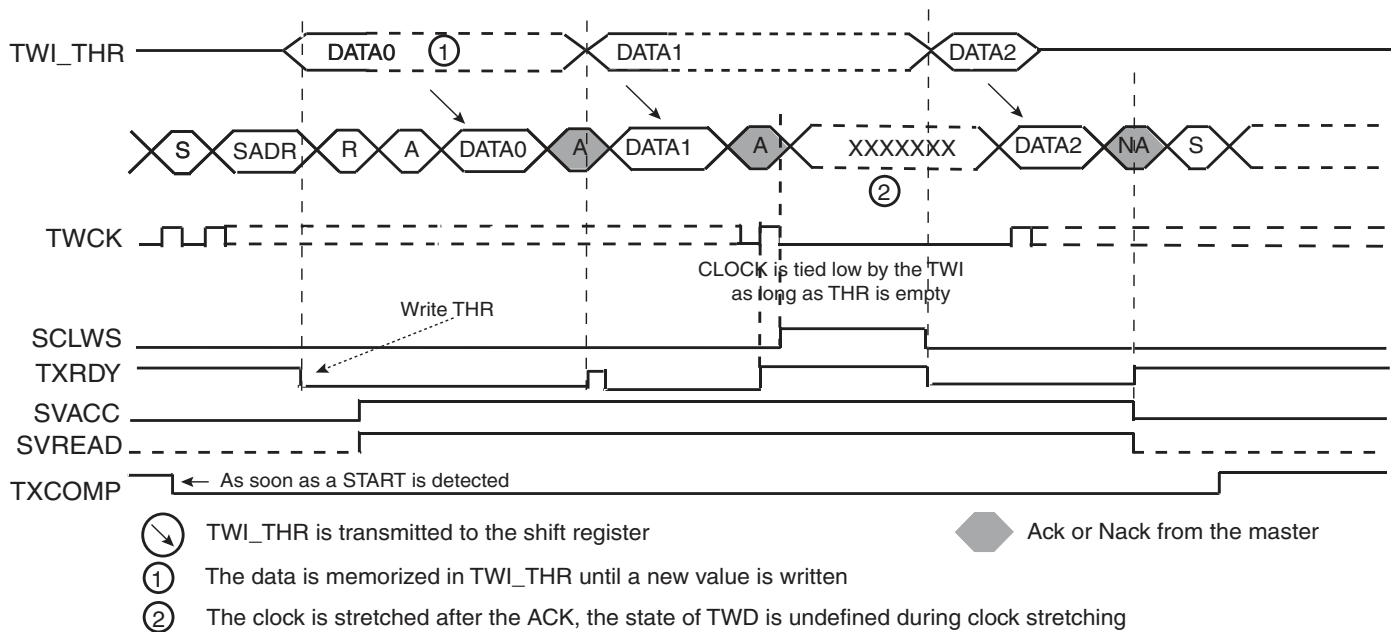 TWI_THR DATA0 1 DATA1 DATA2
S SADR R A DATA0 A DATA1 A XXXXXXX DATA2 NA S
2
TWCK
CLOCK is tied low by the TWI
as long as THR is empty
Write THR
SCLWS
TXRDY
SVACC
SVREAD
TXCOMP As soon as a START is detected
TWI_THR is transmitted to the shift register Ack or Nack from the master
1 The data is memorized in TWI_THR until a new value is written
2 The clock is stretched after the ACK, the state of TWD is undefined during clock stretching